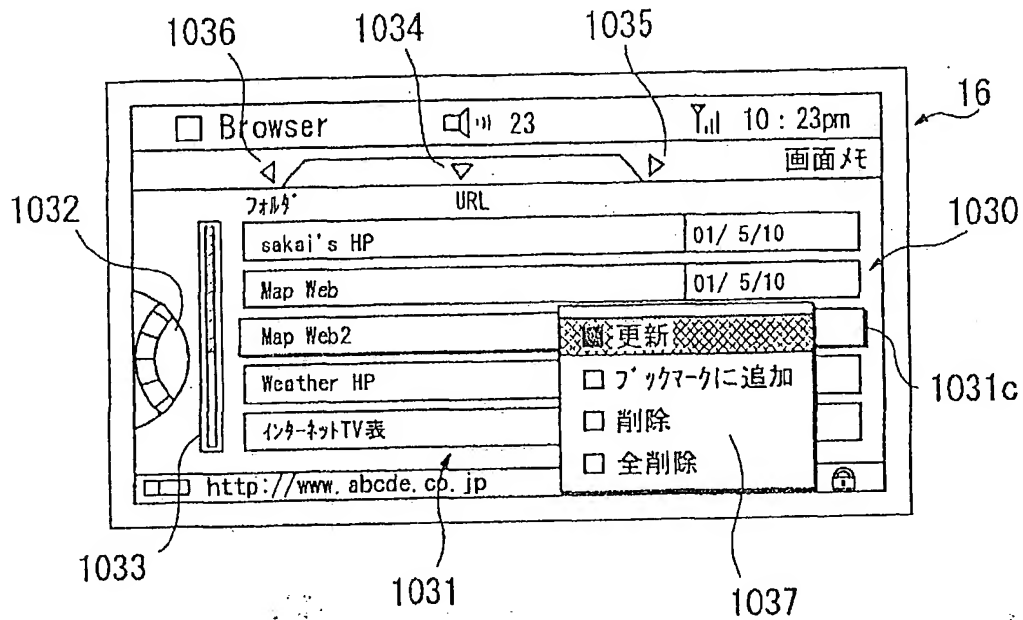 1036 1034 1035
16
Browser 23 10:23pm
画面メモ
フォルダ URL
1032
1030
sakai's HP 01/ 5/10
Map Web 01/ 5/10
Map Web2
Weather HP
インターネットTV表
更新
ブックマークに追加
削除
全削除
1031c
http://www.abcde.co.jp
1033
1031
1037